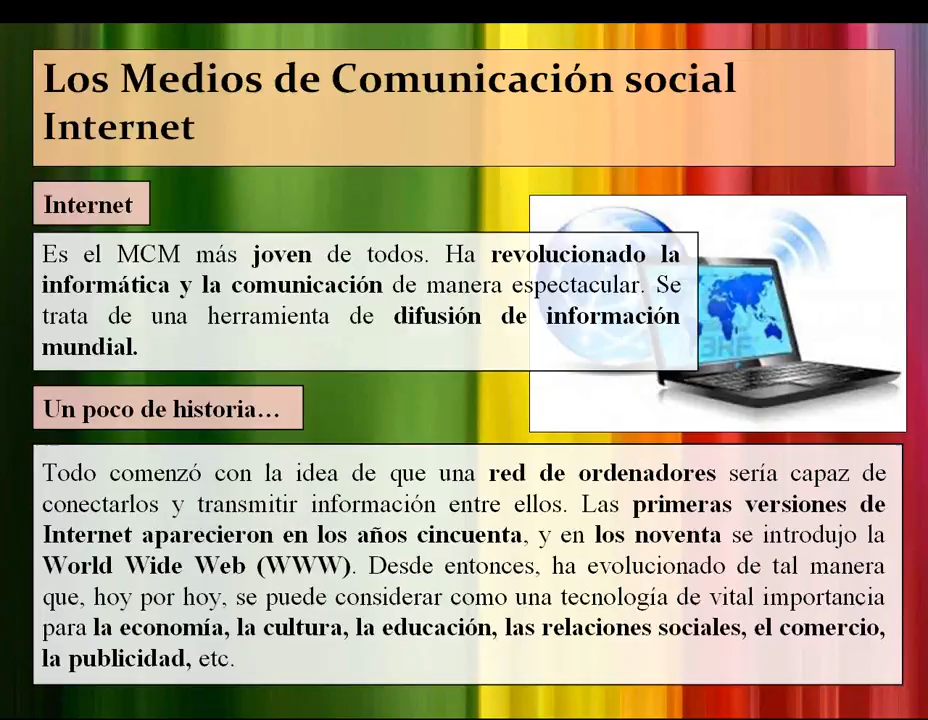 Los Medios de Comunicación social
Internet
Internet
Es el MCM más joven de todos. Ha revolucionado la
informática y la comunicación de manera espectacular. Se
trata de una herramienta de difusión de información
mundial.
Un poco de historia…
Todo comenzó con la idea de que una red de ordenadores sería capaz de
conectarlos y transmitir información entre ellos. Las primeras versiones de
Internet aparecieron en los años cincuenta, y en los noventa se introdujo la
World Wide Web (WWW). Desde entonces, ha evolucionado de tal manera
que, hoy por hoy, se puede considerar como una tecnología de vital importancia
para la economía, la cultura, la educación, las relaciones sociales, el comercio,
la publicidad, etc.